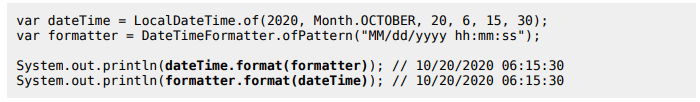 var dateTime = LocalDateTime.of(2020, Month.OCTOBER, 20, 6, 15, 30);
var formatter = DateTimeFormatter.ofPattern("MM/dd/yyyy hh:mm:ss");
System.out.println(dateTime.format(formatter)); // 10/20/2020 06:15:30
System.out.println(formatter.format(dateTime)); // 10/20/2020 06:15:30